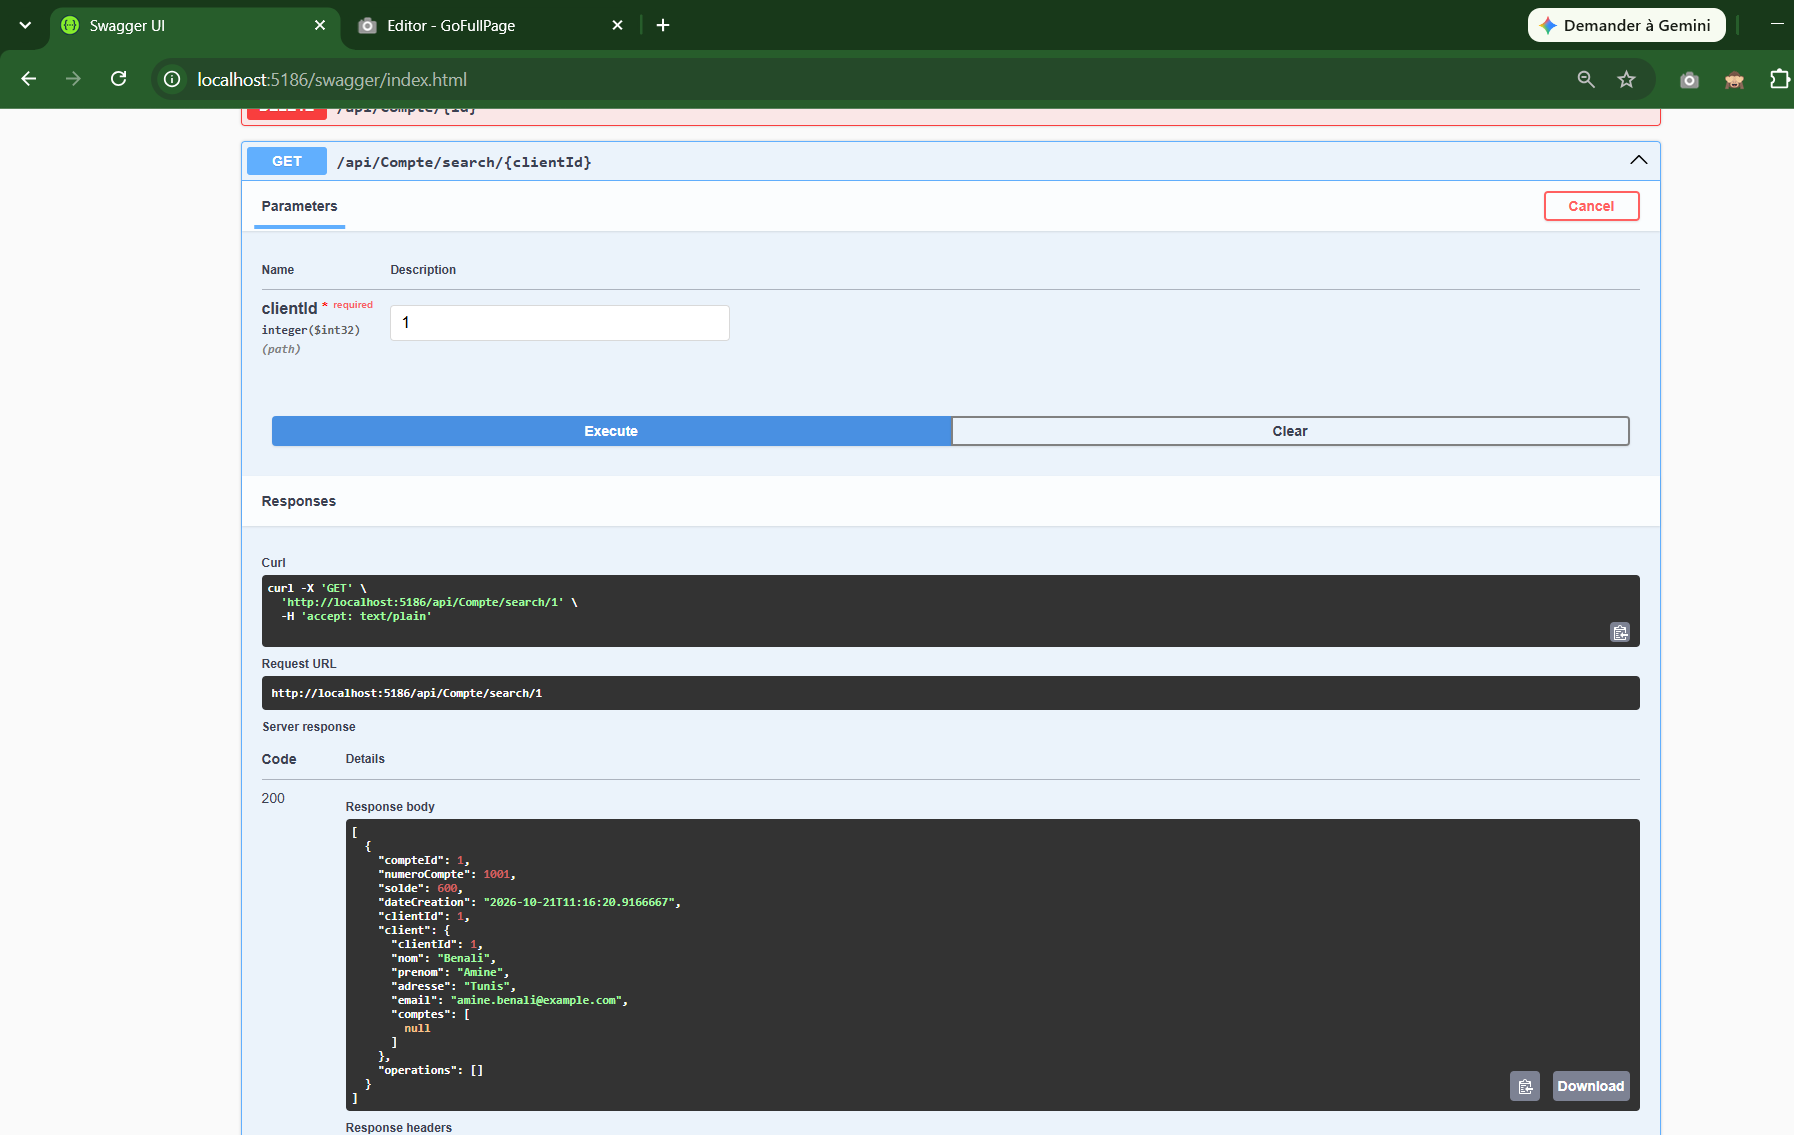 Swagger UI
Editor - GoFullPage
Demander à Gemini
localhost:5186/swagger/index.html
/api/Compte/{id}
GET /api/Compte/search/{clientId}
Parameters
Cancel
Name Description
clientId * required
integer($int32)
(path)
1
Execute Clear
Responses
Curl
curl -X 'GET' \
'http://localhost:5186/api/Compte/search/1' \
-H 'accept: text/plain'
Request URL
http://localhost:5186/api/Compte/search/1
Server response
Code Details
200
Response body
[
{
"compteId": 1,
"numeroCompte": 1001,
"solde": 600,
"dateCreation": "2026-10-21T11:16:20.9166667",
"clientId": 1,
"client": {
"clientId": 1,
"nom": "Benali",
"prenom": "Amine",
"adresse": "Tunis",
"email": "amine.benali@example.com",
"comptes": [
null
]
},
"operations": []
}
]
Download
Response headers